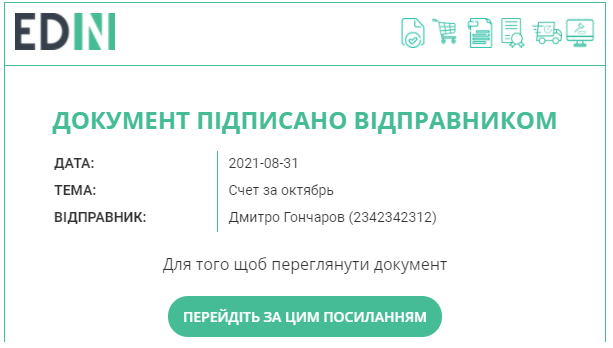 EDIN
ДОКУМЕНТ ПІДПИСАНО ВІДПРАВНИКОМ
ДАТА: 2021-08-31
ТЕМА: Счет за октябрь
ВІДПРАВНИК: Дмитро Гончаров (2342342312)
Для того щоб переглянути документ
ПЕРЕЙДІТЬ ЗА ЦИМ ПОСИЛАННЯМ